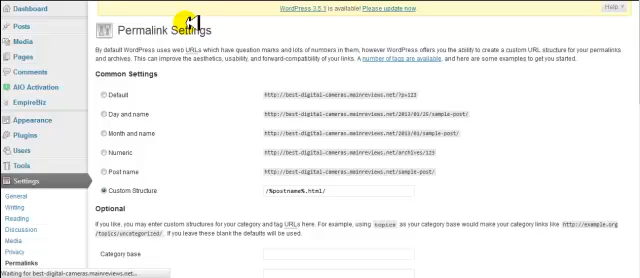 Dashboard
Posts
Media
Pages
Comments
AIO Activation
EmpireBiz
Appearance
Plugins
Users
Tools
Settings
General
Writing
Reading
Discussion
Media
Privacy
Permalinks
Waiting for best-digital-cameras.mainreviews.net...
WordPress 3.5.1 is available! Please update now
Help
Permalink Settings
By default WordPress uses web URLs which have question marks and lots of numbers in them, however WordPress offers you the ability to create a custom URL structure for your permalinks
and archives. This can improve the aesthetics, usability, and forward-compatibility of your links. A number of tags are available, and here are some examples to get you started.
Common Settings
Default http://best-digital-cameras.mainreviews.net/?p=123
Day and name http://best-digital-cameras.mainreviews.net/2013/01/25/sample-post/
Month and name http://best-digital-cameras.mainreviews.net/2013/01/sample-post/
Numeric http://best-digital-cameras.mainreviews.net/archives/123
Post name http://best-digital-cameras.mainreviews.net/sample-post/
Custom Structure /%postname%.html/
Optional
If you like, you may enter custom structures for your category and tag URLs here. For example, using topics as your category base would make your category links like http://example.org
/topics/uncategorized/. If you leave these blank the defaults will be used.
Category base